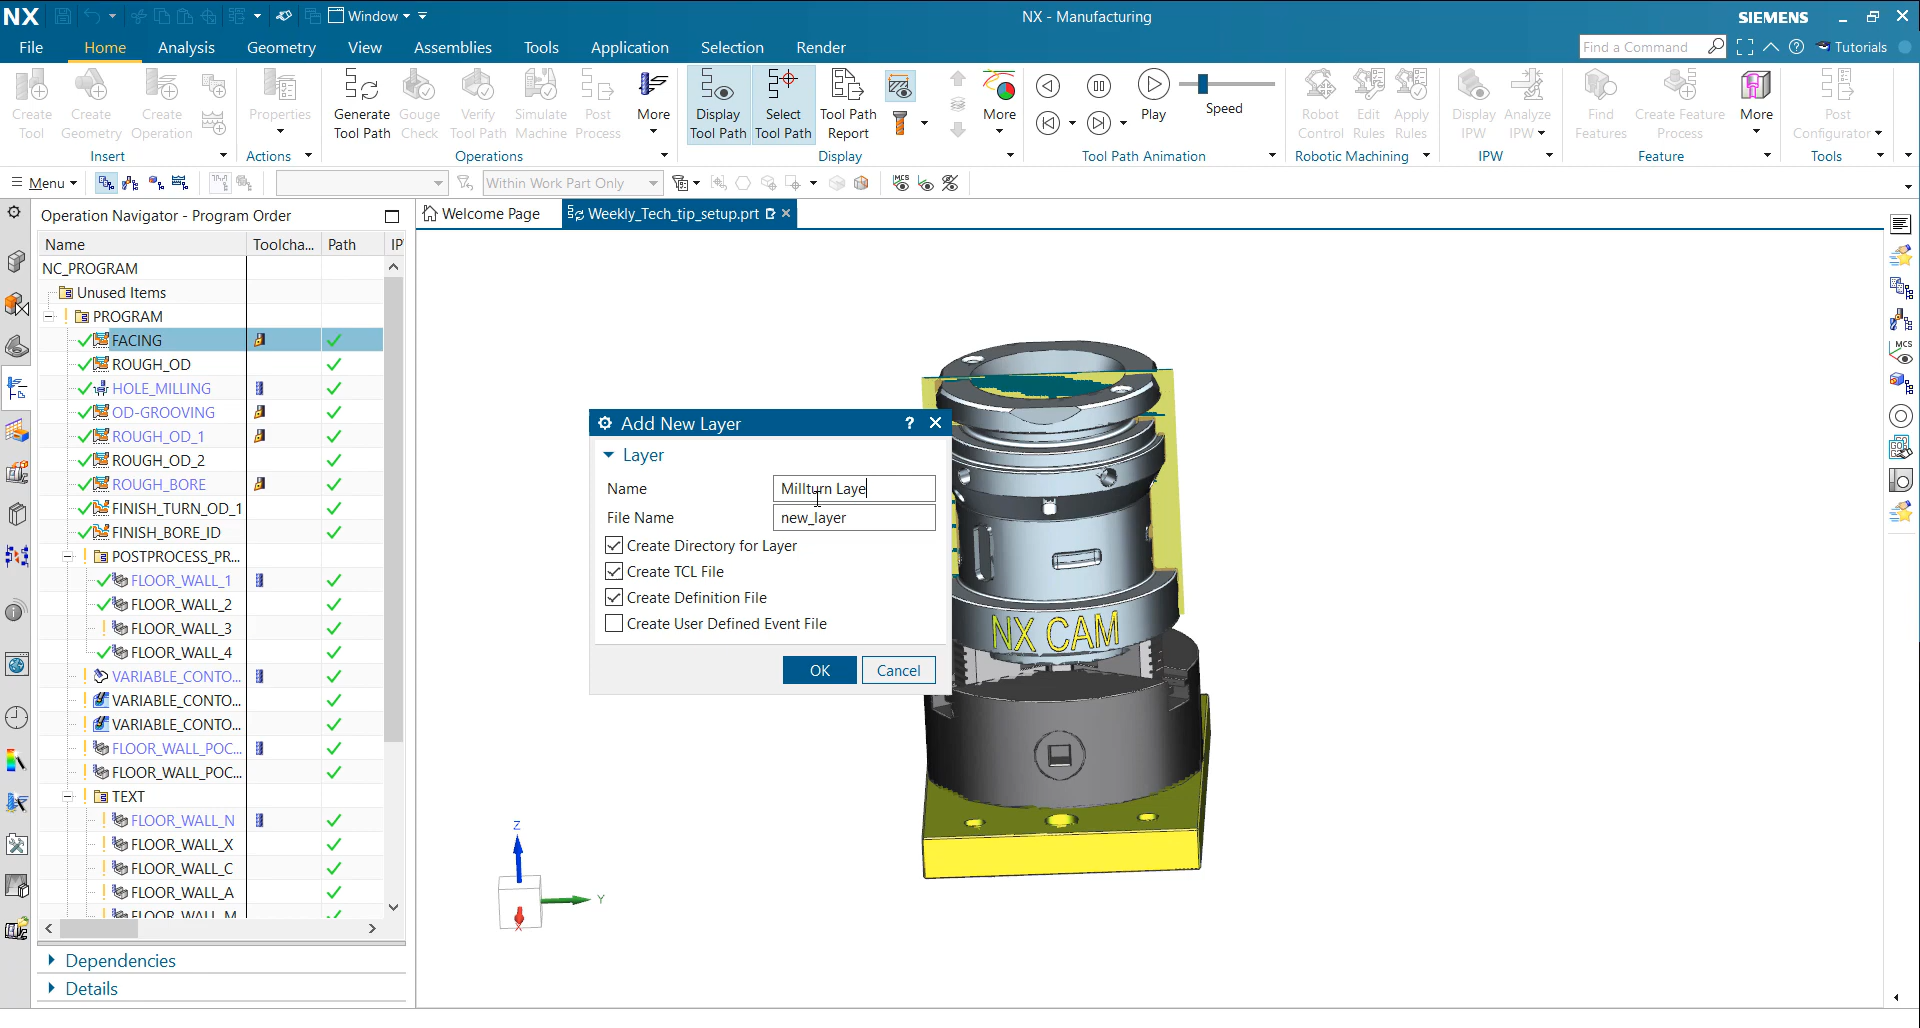 NX
Window
NX - Manufacturing
SIEMENS
File
Home
Analysis
Geometry
View
Assemblies
Tools
Application
Selection
Render
Find a Command
Tutorials
Create Tool
Create Geometry
Create Operation
Properties
Generate Tool Path
Gouge Check
Verify Tool Path
Simulate Machine
Post Process
More
Display Tool Path
Select Tool Path
Tool Path Report
More
Play
Speed
Robot Control
Edit Rules
Apply Rules
Display IPW
Analyze IPW
Find Features
Create Feature Process
More
Post Configurator
Insert
Actions
Operations
Display
Tool Path Animation
Robotic Machining
IPW
Feature
Tools
Menu
Within Work Part Only
MCS
Operation Navigator - Program Order
Welcome Page
Weekly_Tech_tip_setup.prt
Name
Toolcha...
Path
IP
NC_PROGRAM
Unused Items
PROGRAM
FACING
ROUGH_OD
HOLE_MILLING
OD-GROOVING
ROUGH_OD_1
ROUGH_OD_2
ROUGH_BORE
FINISH_TURN_OD_1
FINISH_BORE_ID
POSTPROCESS_PR...
FLOOR_WALL_1
FLOOR_WALL_2
FLOOR_WALL_3
FLOOR_WALL_4
VARIABLE_CONTO...
VARIABLE_CONTO...
VARIABLE_CONTO...
FLOOR_WALL_POC...
FLOOR_WALL_POC...
TEXT
FLOOR_WALL_N
FLOOR_WALL_X
FLOOR_WALL_C
FLOOR_WALL_A
FLOOR_WALL_M
Dependencies
Details
Add New Layer
?
Layer
Name
Millturn Laye
File Name
new_layer
Create Directory for Layer
Create TCL File
Create Definition File
Create User Defined Event File
OK
Cancel
NX CAM
Z
Y
X
MCS